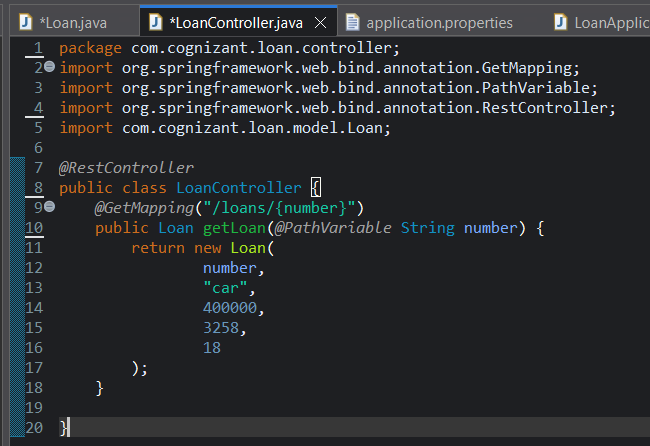 *Loan.java
*LoanController.java
application.properties
LoanApplic
1 package com.cognizant.loan.controller;
2 import org.springframework.web.bind.annotation.GetMapping;
3 import org.springframework.web.bind.annotation.PathVariable;
4 import org.springframework.web.bind.annotation.RestController;
5 import com.cognizant.loan.model.Loan;
6
7 @RestController
8 public class LoanController {
9     @GetMapping("/loans/{number}")
10     public Loan getLoan(@PathVariable String number) {
11         return new Loan(
12                 number,
13                 "car",
14                 400000,
15                 3258,
16                 18
17         );
18     }
19
20 }